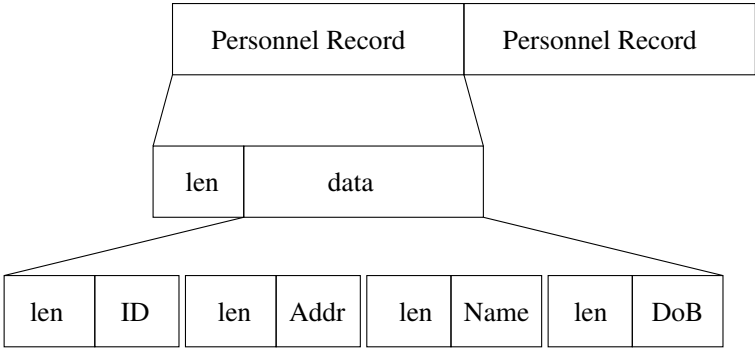 Personnel Record Personnel Record
len data
len ID len Addr len Name len DoB